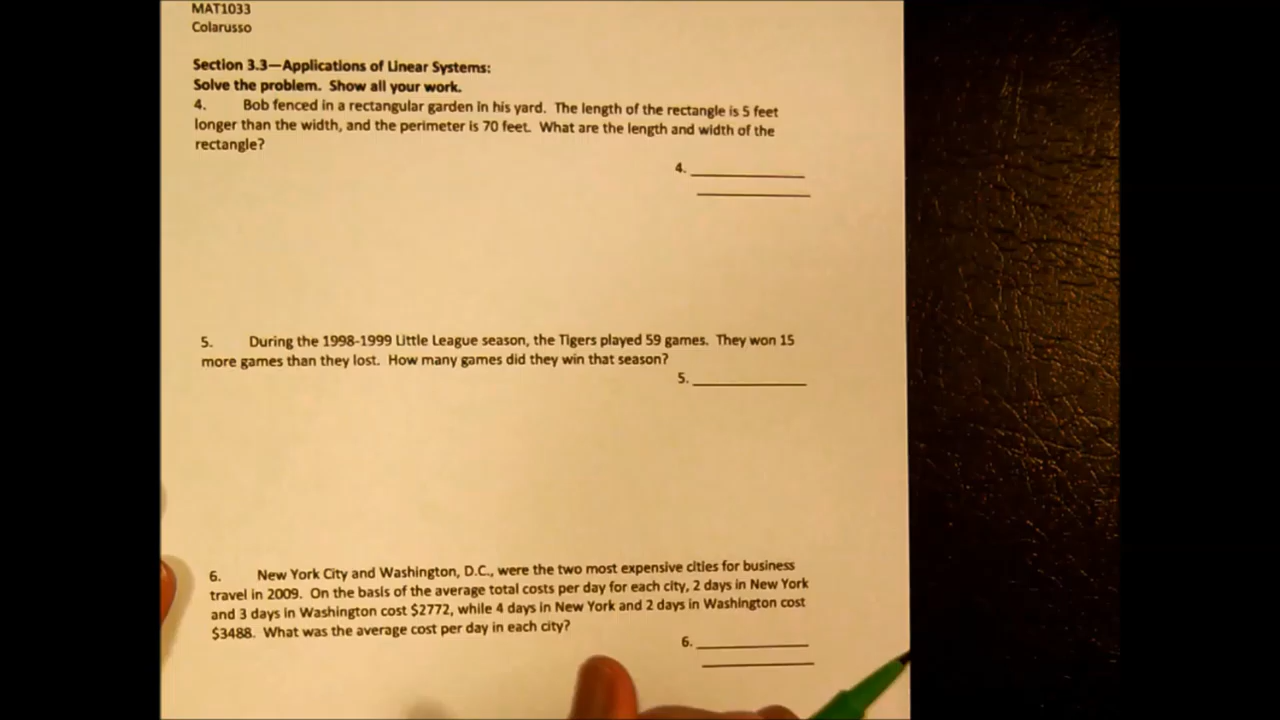 MAT1033
Colarusso
Section 3.3—Applications of Linear Systems:
Solve the problem. Show all your work.
4. Bob fenced in a rectangular garden in his yard. The length of the rectangle is 5 feet
longer than the width, and the perimeter is 70 feet. What are the length and width of the
rectangle?
4.
5. During the 1998-1999 Little League season, the Tigers played 59 games. They won 15
more games than they lost. How many games did they win that season?
5.
6. New York City and Washington, D.C., were the two most expensive cities for business
travel in 2009. On the basis of the average total costs per day for each city, 2 days in New York
and 3 days in Washington cost $2772, while 4 days in New York and 2 days in Washington cost
$3488. What was the average cost per day in each city?
6.